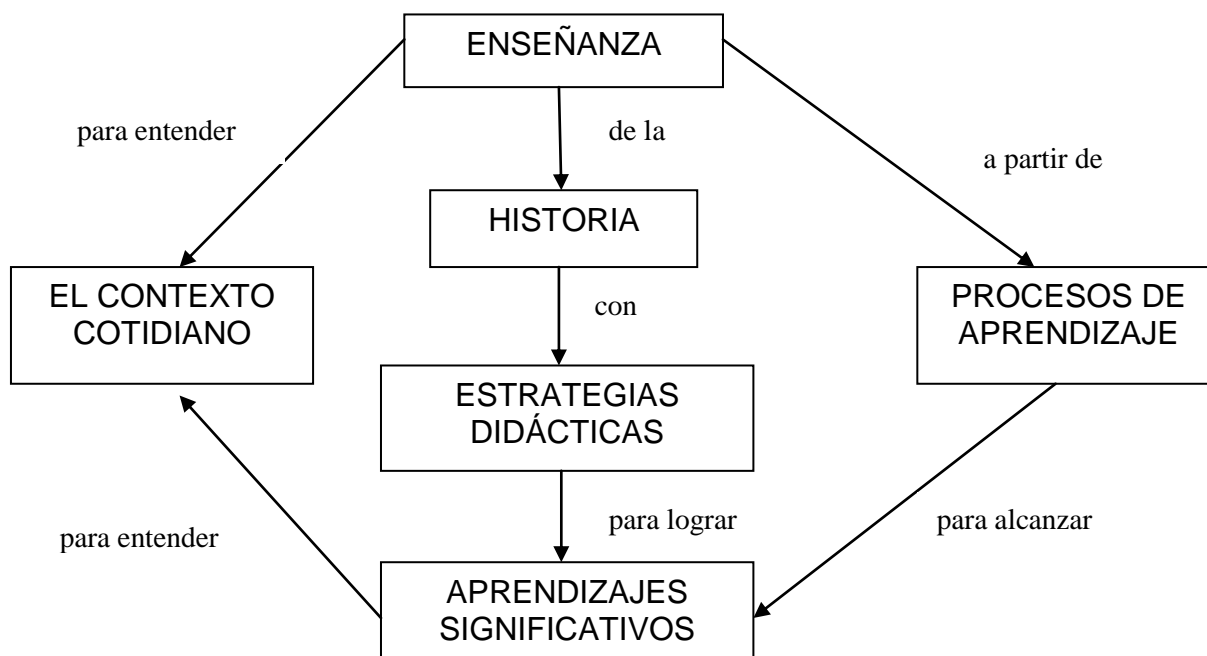 ENSEÑANZA
para entender
de la
a partir de
HISTORIA
EL CONTEXTO
COTIDIANO
con
PROCESOS DE
APRENDIZAJE
ESTRATEGIAS
DIDÁCTICAS
para entender
para lograr
para alcanzar
APRENDIZAJES
SIGNIFICATIVOS